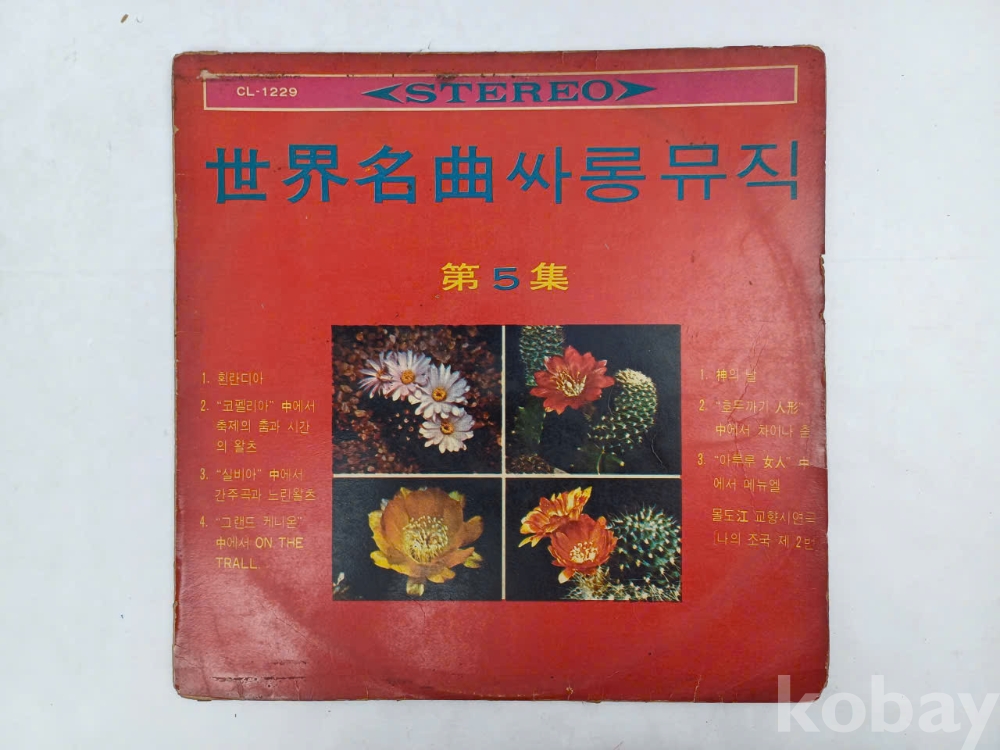 CL-1229
STEREO
世界名曲싸롱뮤직
第5集
1. 휜란디아
2. "코펠리아" 中에서
축제의 춤과 시간
의 왈츠
3. "실비아" 中에서
간주곡과 느린왈츠
4. "그랜드 케니온"
中에서 ON THE
TRALL
1. 神의 날
2. "호두까기 人形"
中에서 차이나 춤
3. "아루루 女人" 中
에서 메뉴엘
몰도江 교향시연곡
(나의 조국 제 2번
kobay